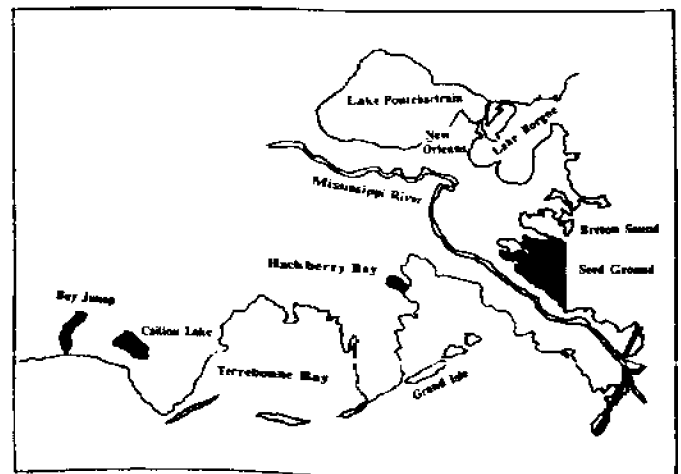 Lake Pontchartrain
New
Orleans
Lake Borgne
Mississippi River
Breton Sound
Seed Ground
Hackberry Bay
Bay Junop
Caillou Lake
Terrebonne Bay
Grand Isle